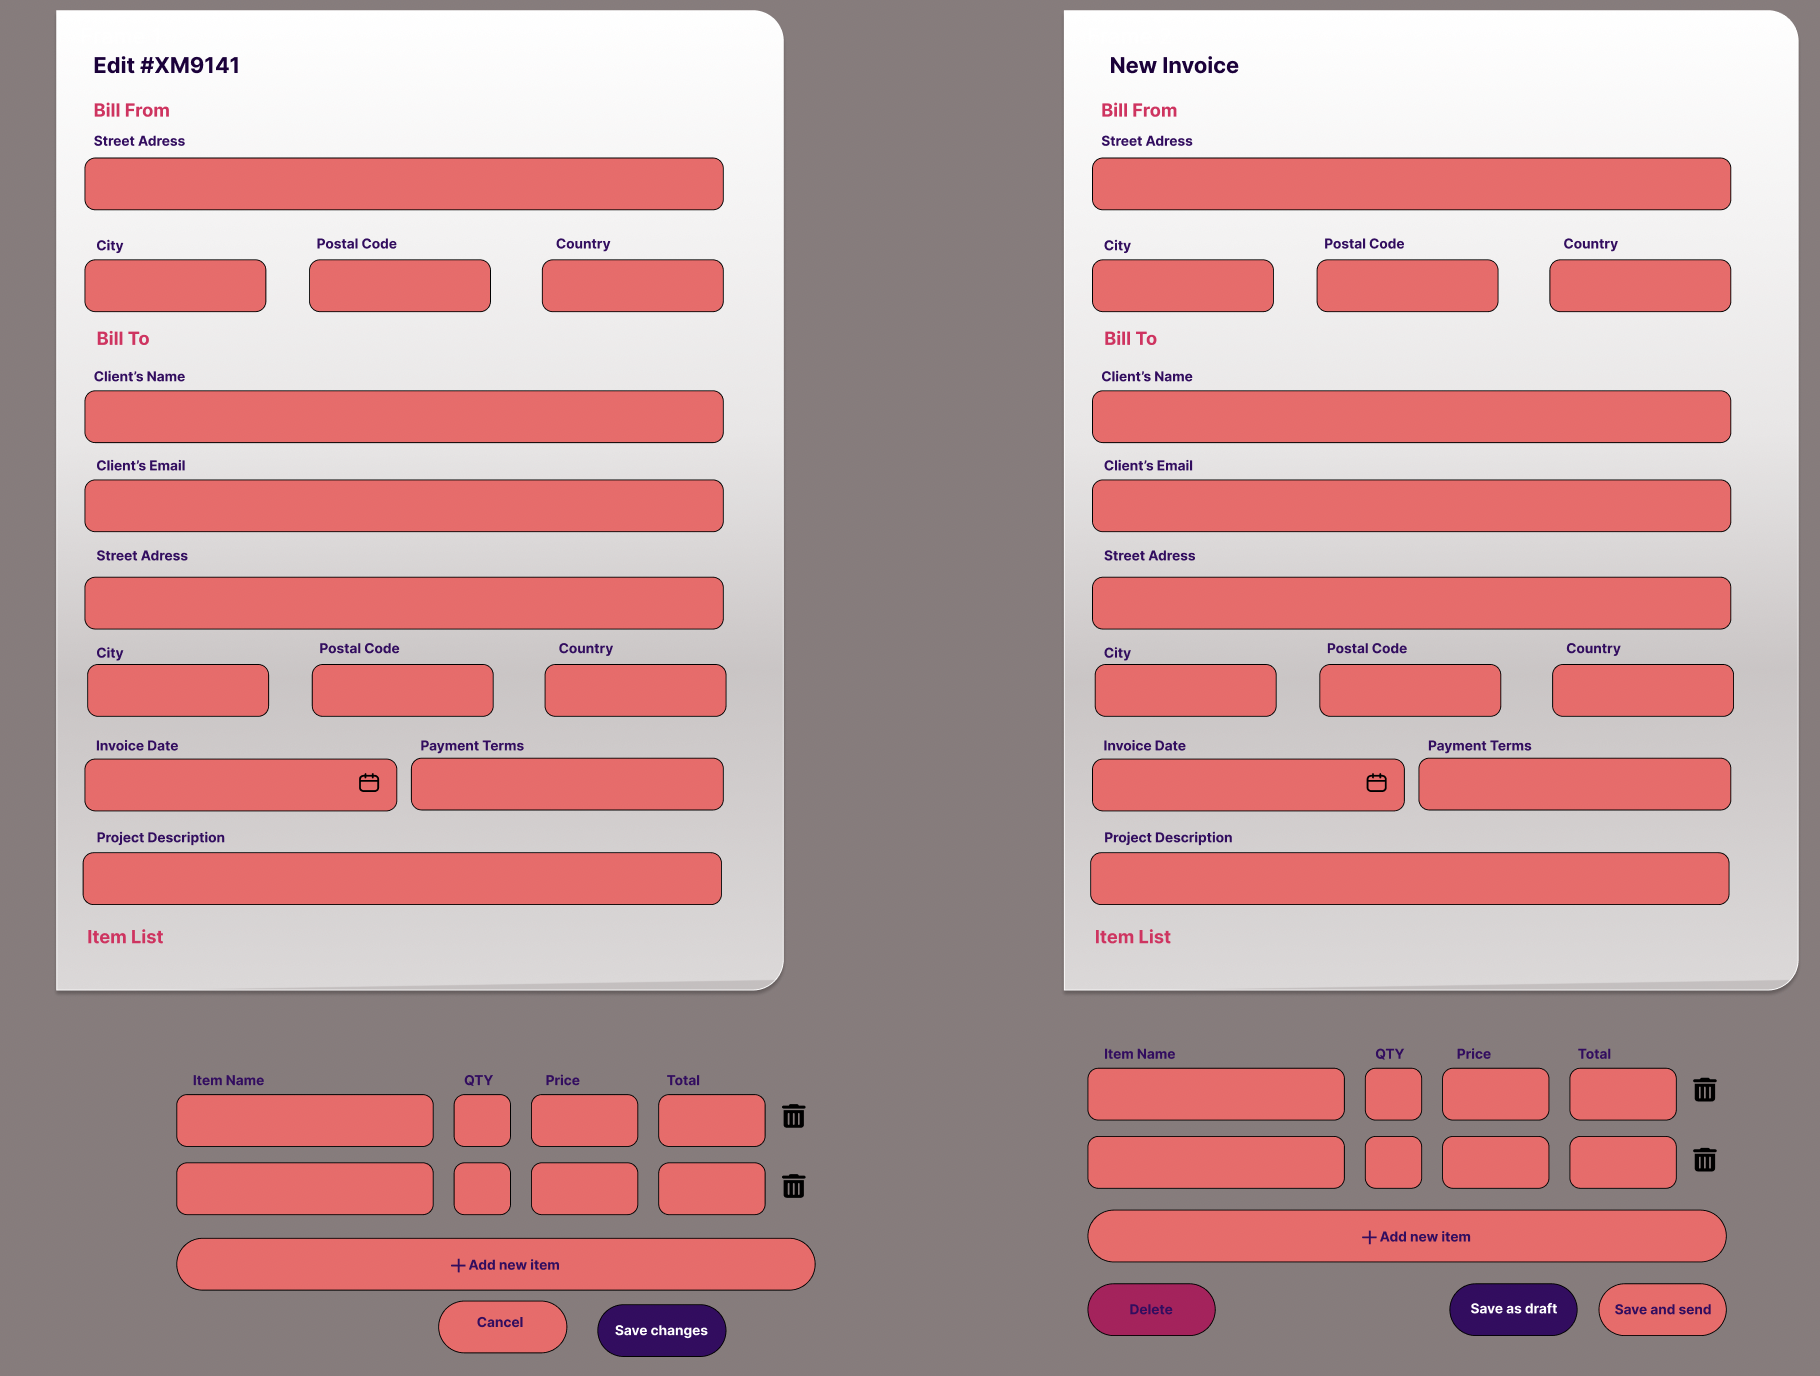 Edit #XM9141
Bill From
Street Adress
City Postal Code Country
Bill To
Client’s Name
Client’s Email
Street Adress
City Postal Code Country
Invoice Date Payment Terms
Project Description
Item List
Item Name QTY Price Total
Add new item
Cancel Save changes
New Invoice
Bill From
Street Adress
City Postal Code Country
Bill To
Client’s Name
Client’s Email
Street Adress
City Postal Code Country
Invoice Date Payment Terms
Project Description
Item List
Item Name QTY Price Total
Add new item
Delete Save as draft Save and send